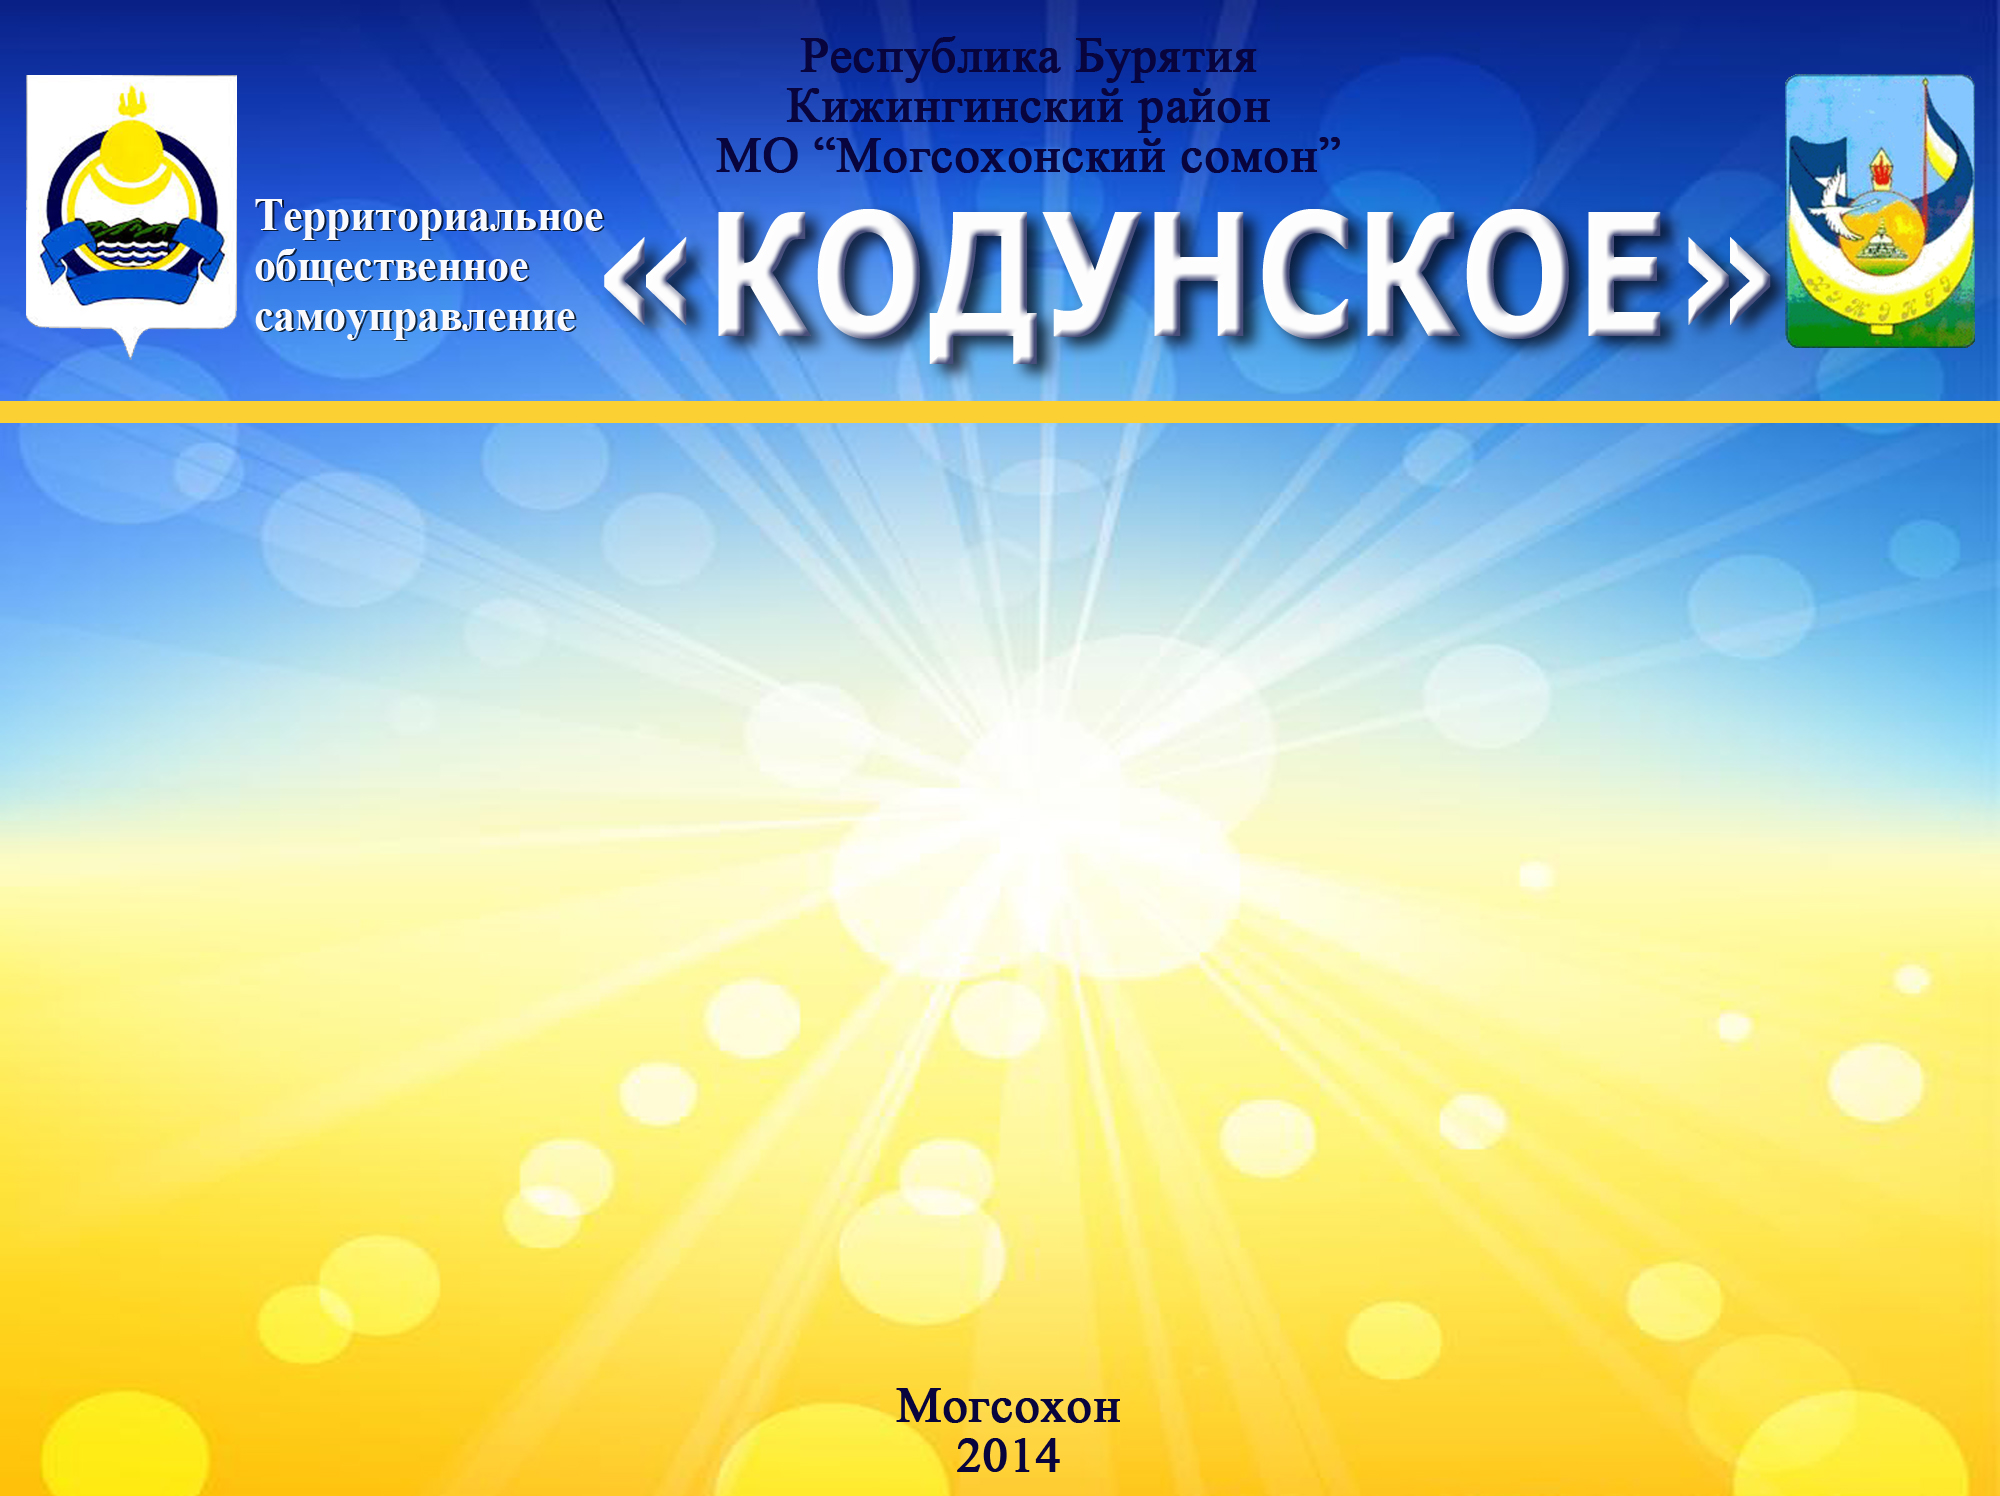 Республика Бурятия
Кижингинский район
МО “Могсохонский сомон”
Территориальное
общественное
самоуправление
«КОДУНСКОЕ»
Могсохон
2014